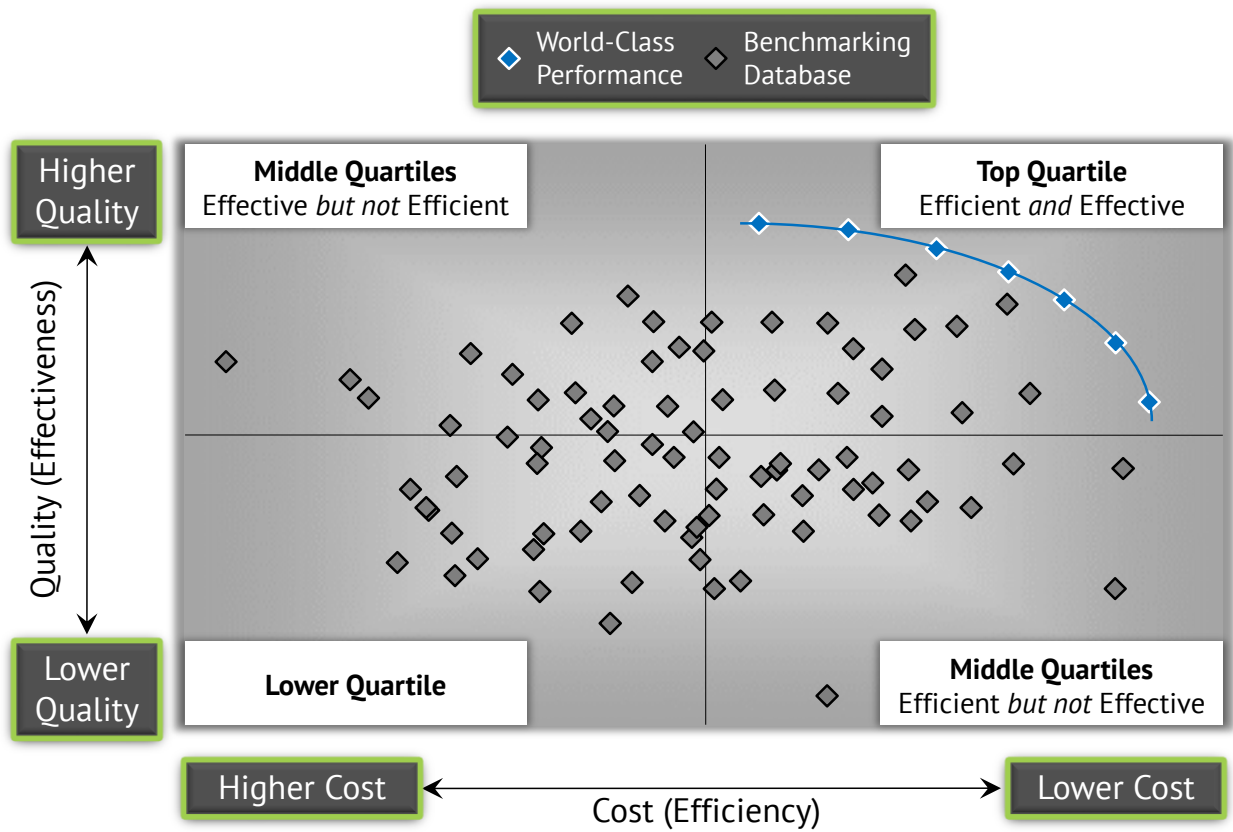 World-Class
Performance
Benchmarking
Database
Higher
Quality
Middle Quartiles
Effective but not Efficient
Top Quartile
Efficient and Effective
Quality (Effectiveness)
Lower
Quality
Lower Quartile
Middle Quartiles
Efficient but not Effective
Higher Cost
Cost (Efficiency)
Lower Cost